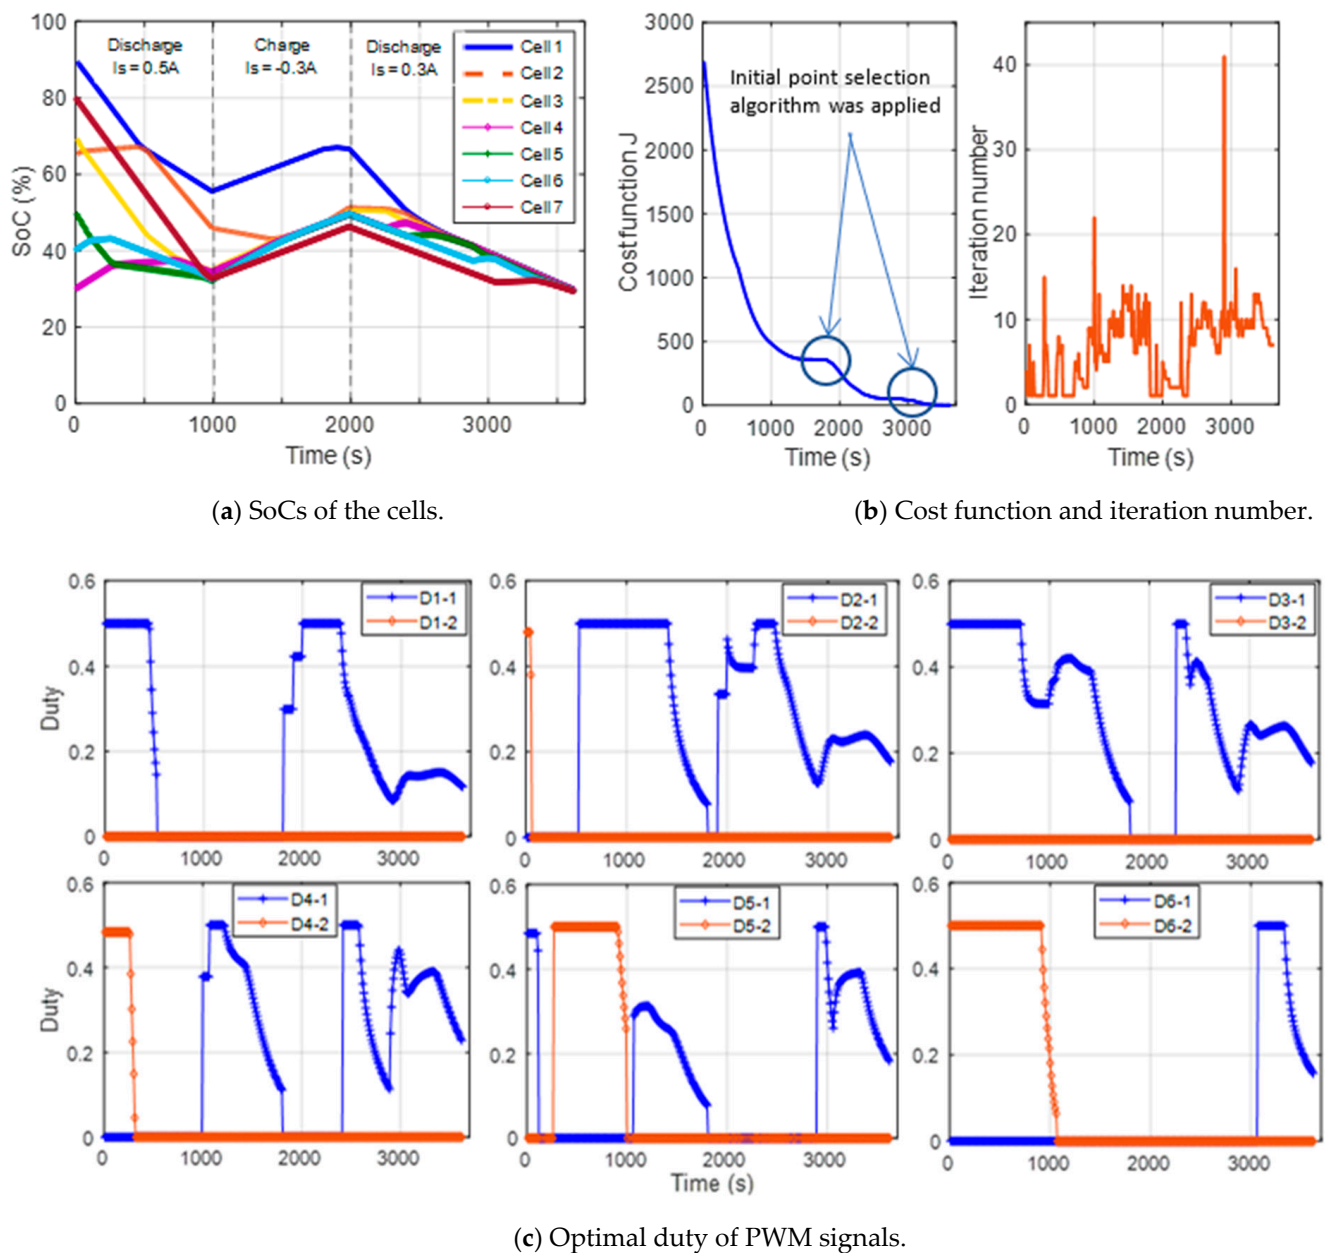 100
80
60
40
20
0
SoC (%)
Discharge
Is = 0.5A
Charge
Is = -0.3A
Discharge
Is = 0.3A
Cell 1
Cell 2
Cell 3
Cell 4
Cell 5
Cell 6
Cell 7
0 1000 2000 3000
Time (s)
(a) SoCs of the cells.
3000
2500
2000
1500
1000
500
0
Cost function J
Initial point selection
algorithm was applied
0 1000 2000 3000
Time (s)
40
30
20
10
0
Iteration number
0 1000 2000 3000
Time (s)
(b) Cost function and iteration number.
0.6
0.4
0.2
0
Duty
D1-1
D1-2
0 1000 2000 3000
0.6
0.4
0.2
0
D2-1
D2-2
0 1000 2000 3000
0.6
0.4
0.2
0
D3-1
D3-2
0 1000 2000 3000
0.6
0.4
0.2
0
Duty
D4-1
D4-2
0 1000 2000 3000
0.6
0.4
0.2
0
D5-1
D5-2
0 1000 2000 3000
Time (s)
0.6
0.4
0.2
0
D6-1
D6-2
0 1000 2000 3000
(c) Optimal duty of PWM signals.